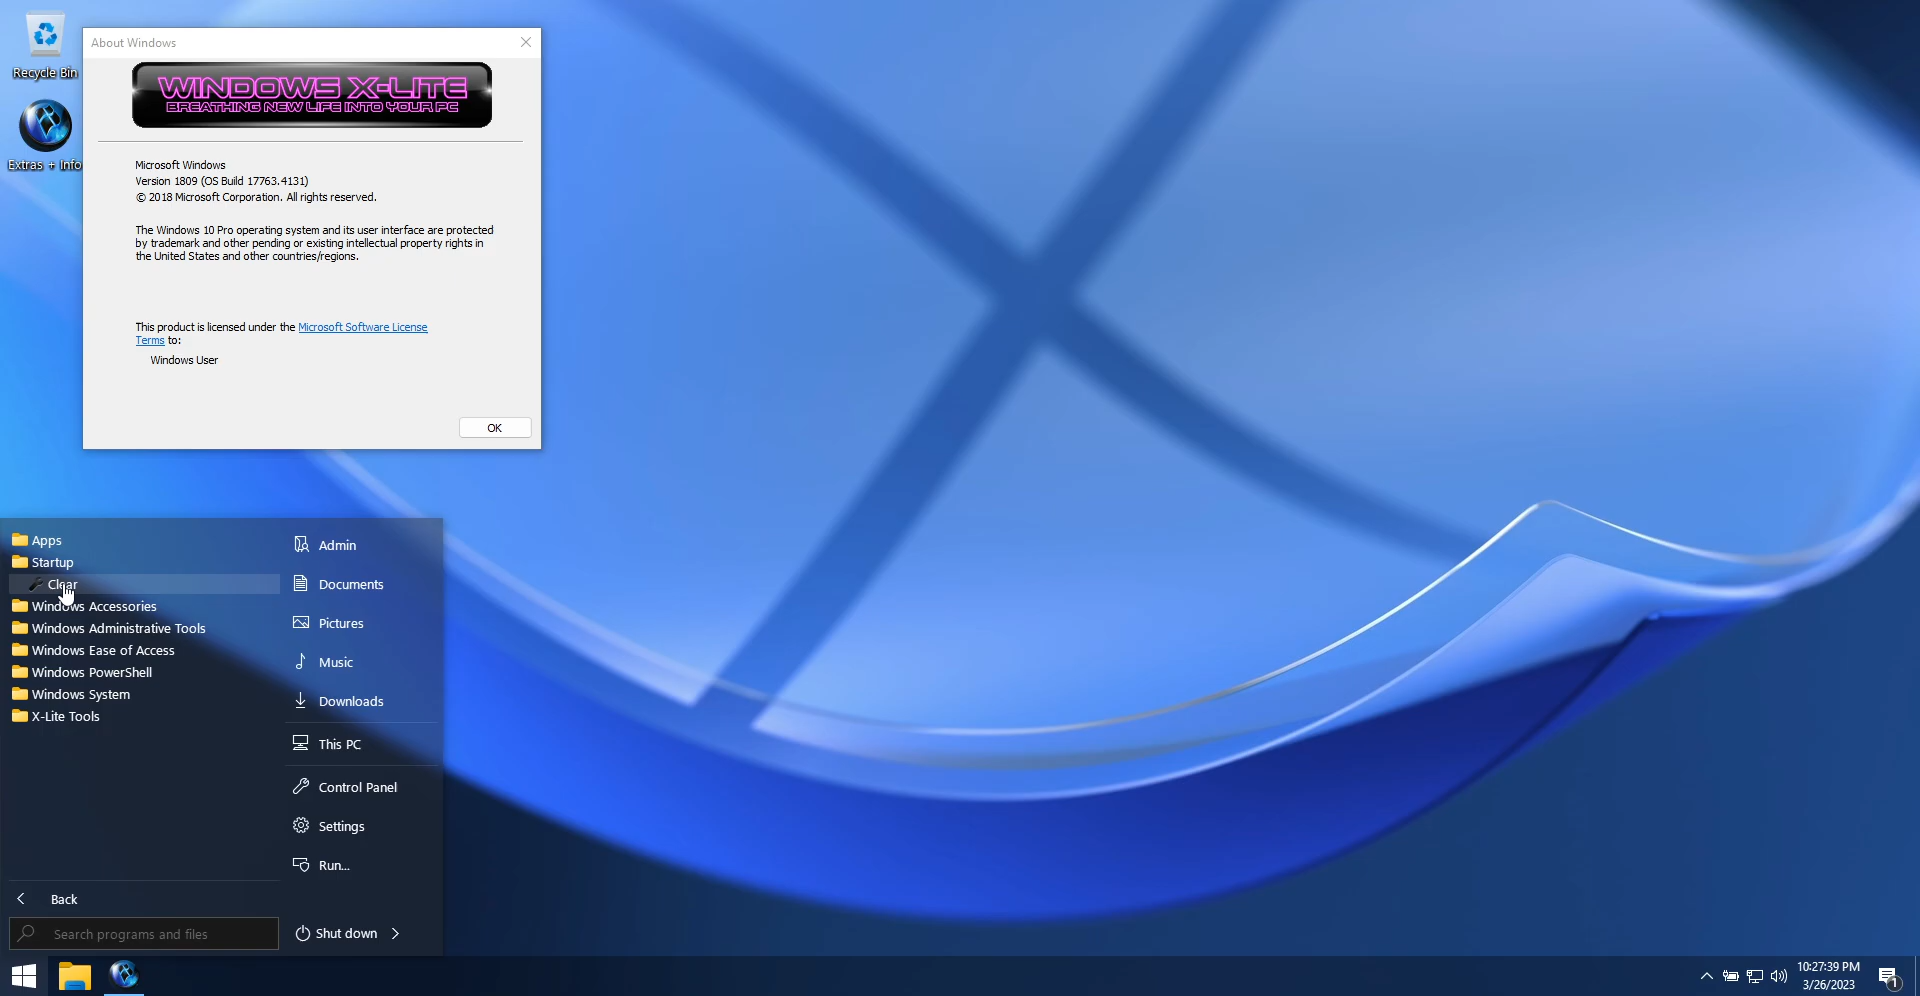 Recycle Bin
Extras + Info
About Windows
WINDOWS X-LITE
BREATHING NEW LIFE INTO YOUR PC
Microsoft Windows
Version 1809 (OS Build 17763.4131)
© 2018 Microsoft Corporation. All rights reserved.
The Windows 10 Pro operating system and its user interface are protected
by trademark and other pending or existing intellectual property rights in
the United States and other countries/regions.
This product is licensed under the Microsoft Software License
Terms to:
Windows User
OK
Apps
Startup
Clear
Windows Accessories
Windows Administrative Tools
Windows Ease of Access
Windows PowerShell
Windows System
X-Lite Tools
Back
Search programs and files
Admin
Documents
Pictures
Music
Downloads
This PC
Control Panel
Settings
Run...
Shut down
10:27:39 PM
3/26/2023
1